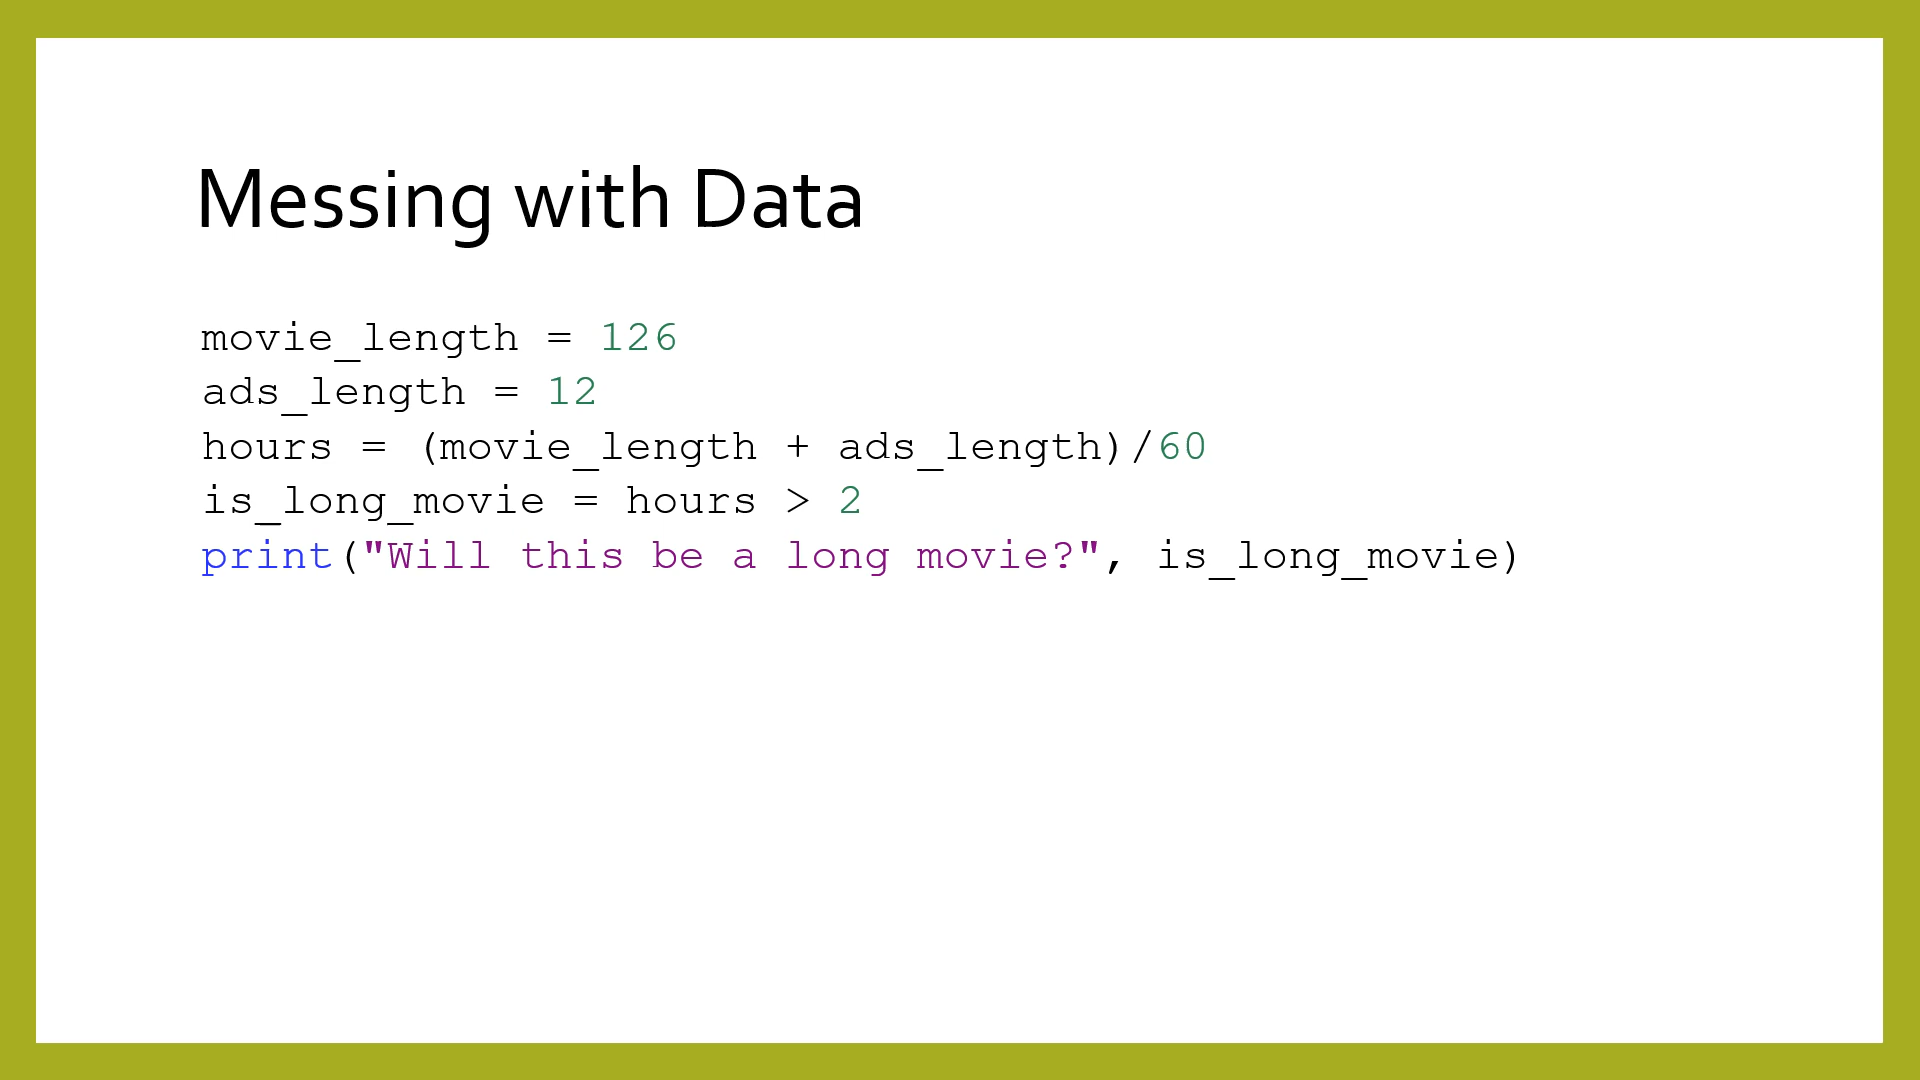 Messing with Data
movie_length = 126
ads_length = 12
hours = (movie_length + ads_length)/60
is_long_movie = hours > 2
print("Will this be a long movie?", is_long_movie)